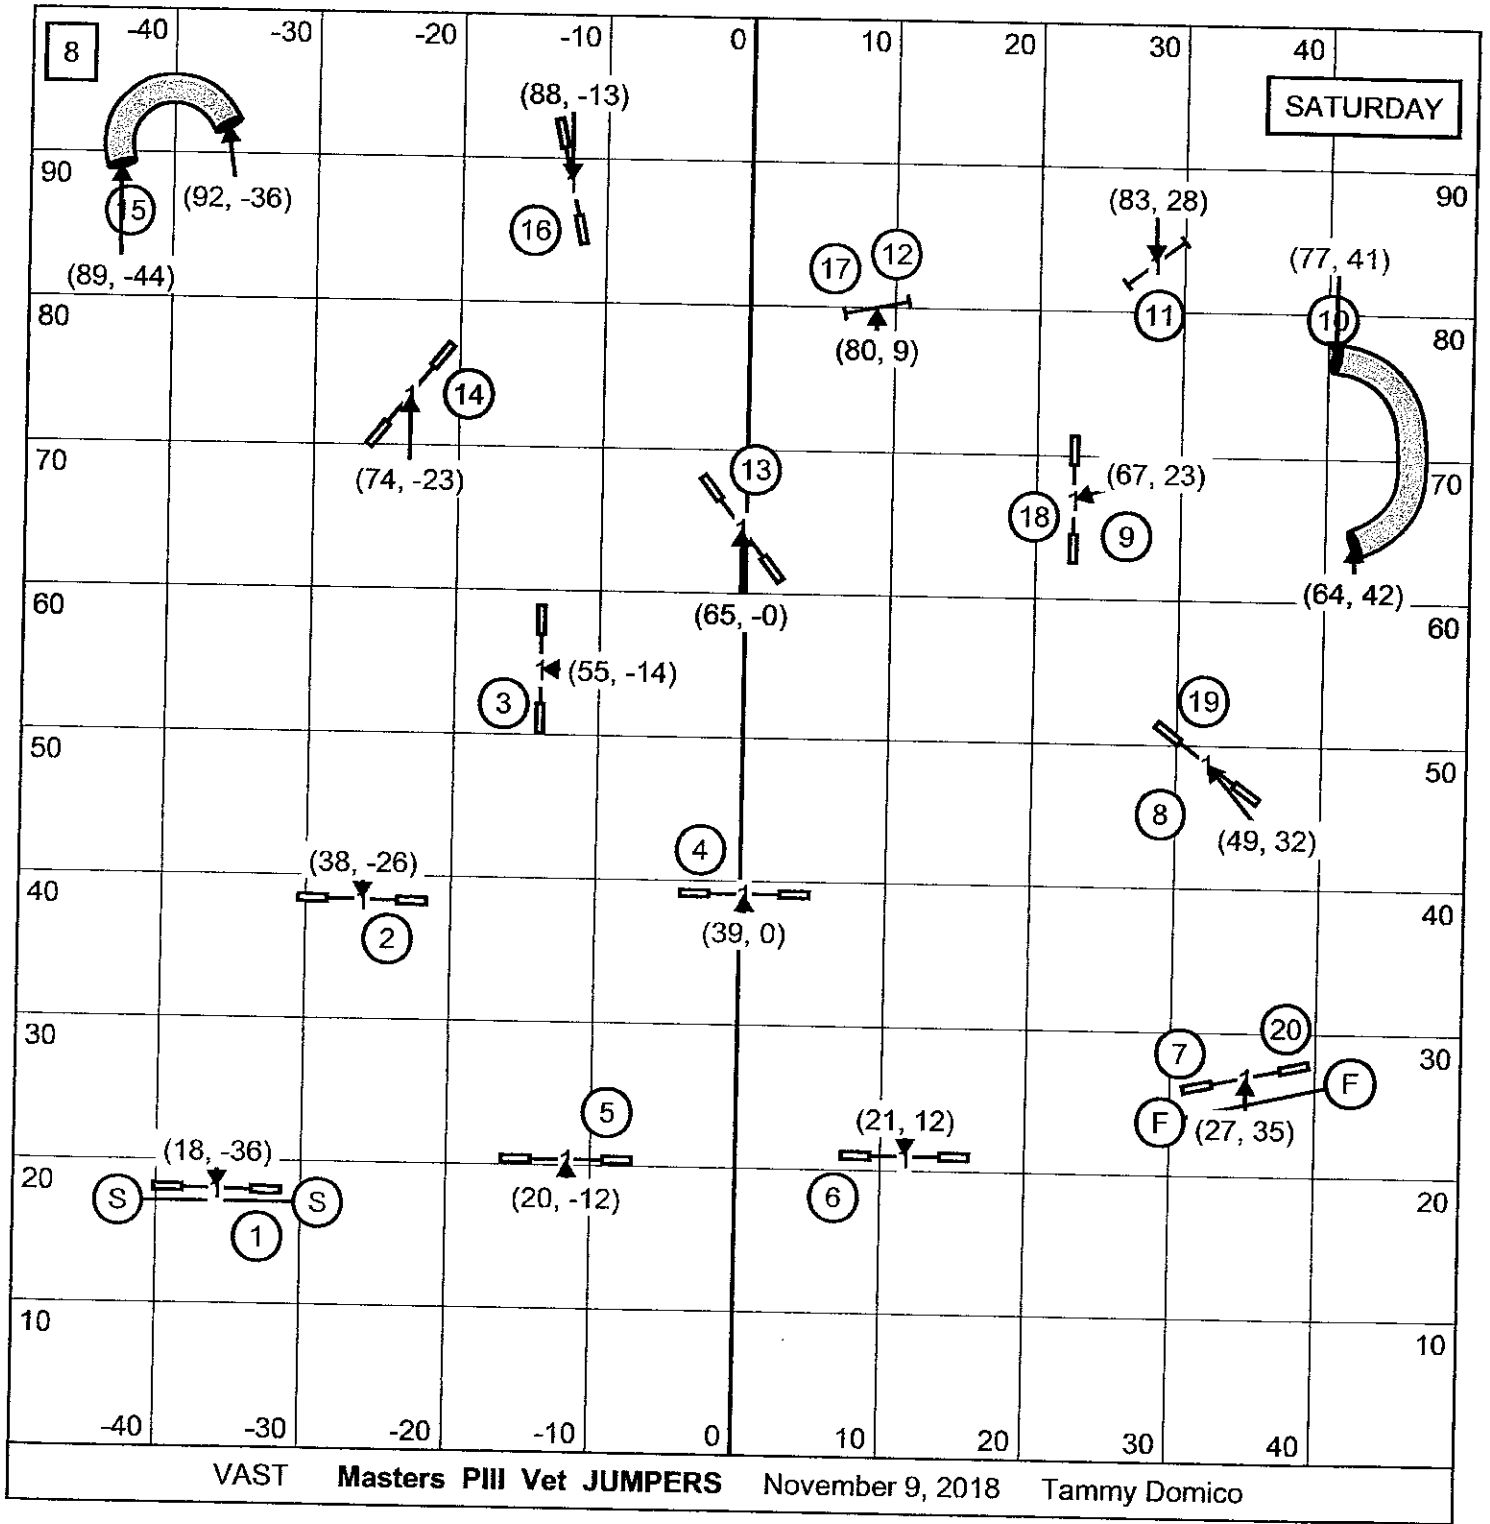 8
-40 -30 -20 -10 0 10 20 30 40
SATURDAY
(88, -13)
90 15 (92, -36) 16 (83, 28) 90
(89, -44) 17 12 (77, 41)
80 (80, 9) 11 10 80
14
70 (74, -23) 13 (67, 23) 70
18 9
60 (65, -0) (64, 42) 60
3 (55, -14)
19
50 8 50
4 (49, 32)
40 (38, -26) 40
2 (39, 0)
30 7 20 30
5 (21, 12) F F
(18, -36) (27, 35)
20 S S (20, -12) 6 20
1
10 10
-40 -30 -20 -10 0 10 20 30 40
VAST Masters PIII Vet JUMPERS November 9, 2018 Tammy Domico